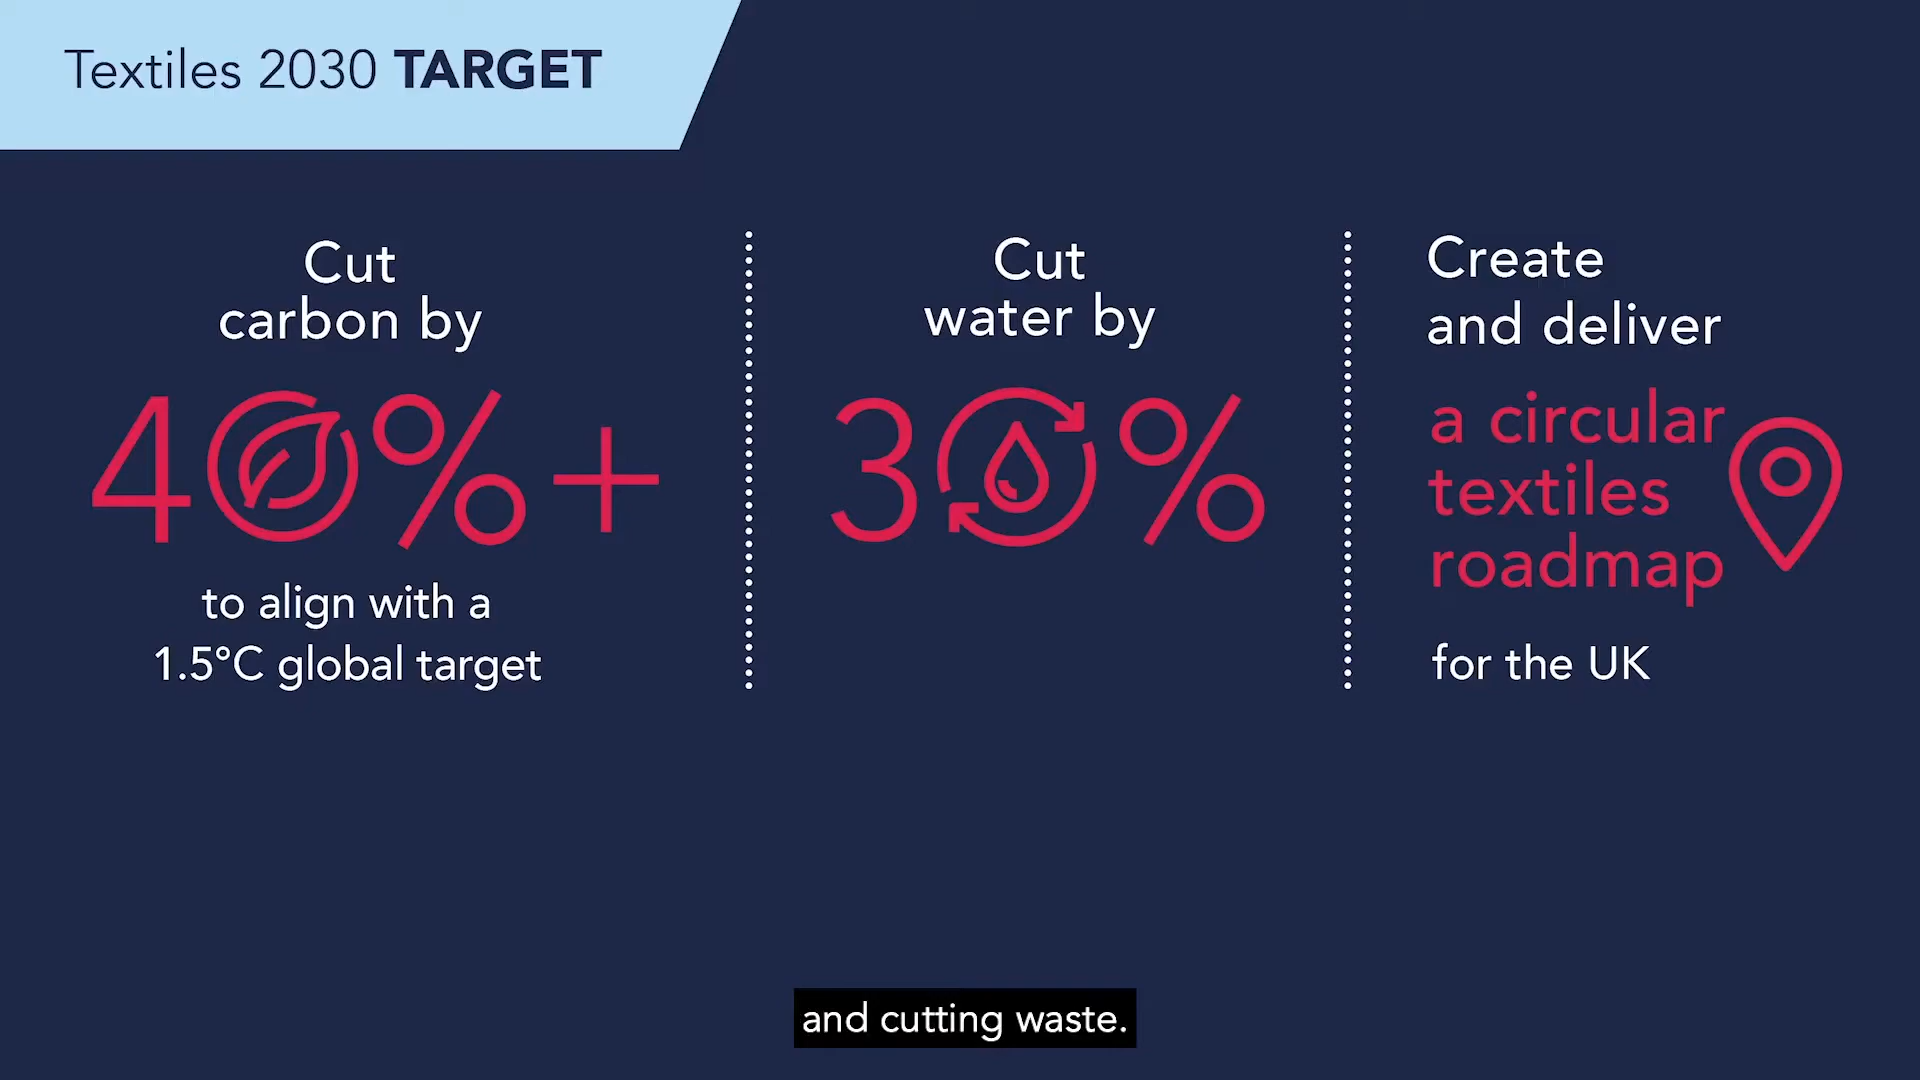 Textiles 2030 TARGET
Cut
carbon by
40%+
to align with a
1.5°C global target
Cut
water by
30%
Create
and deliver
a circular
textiles
roadmap
for the UK
and cutting waste.